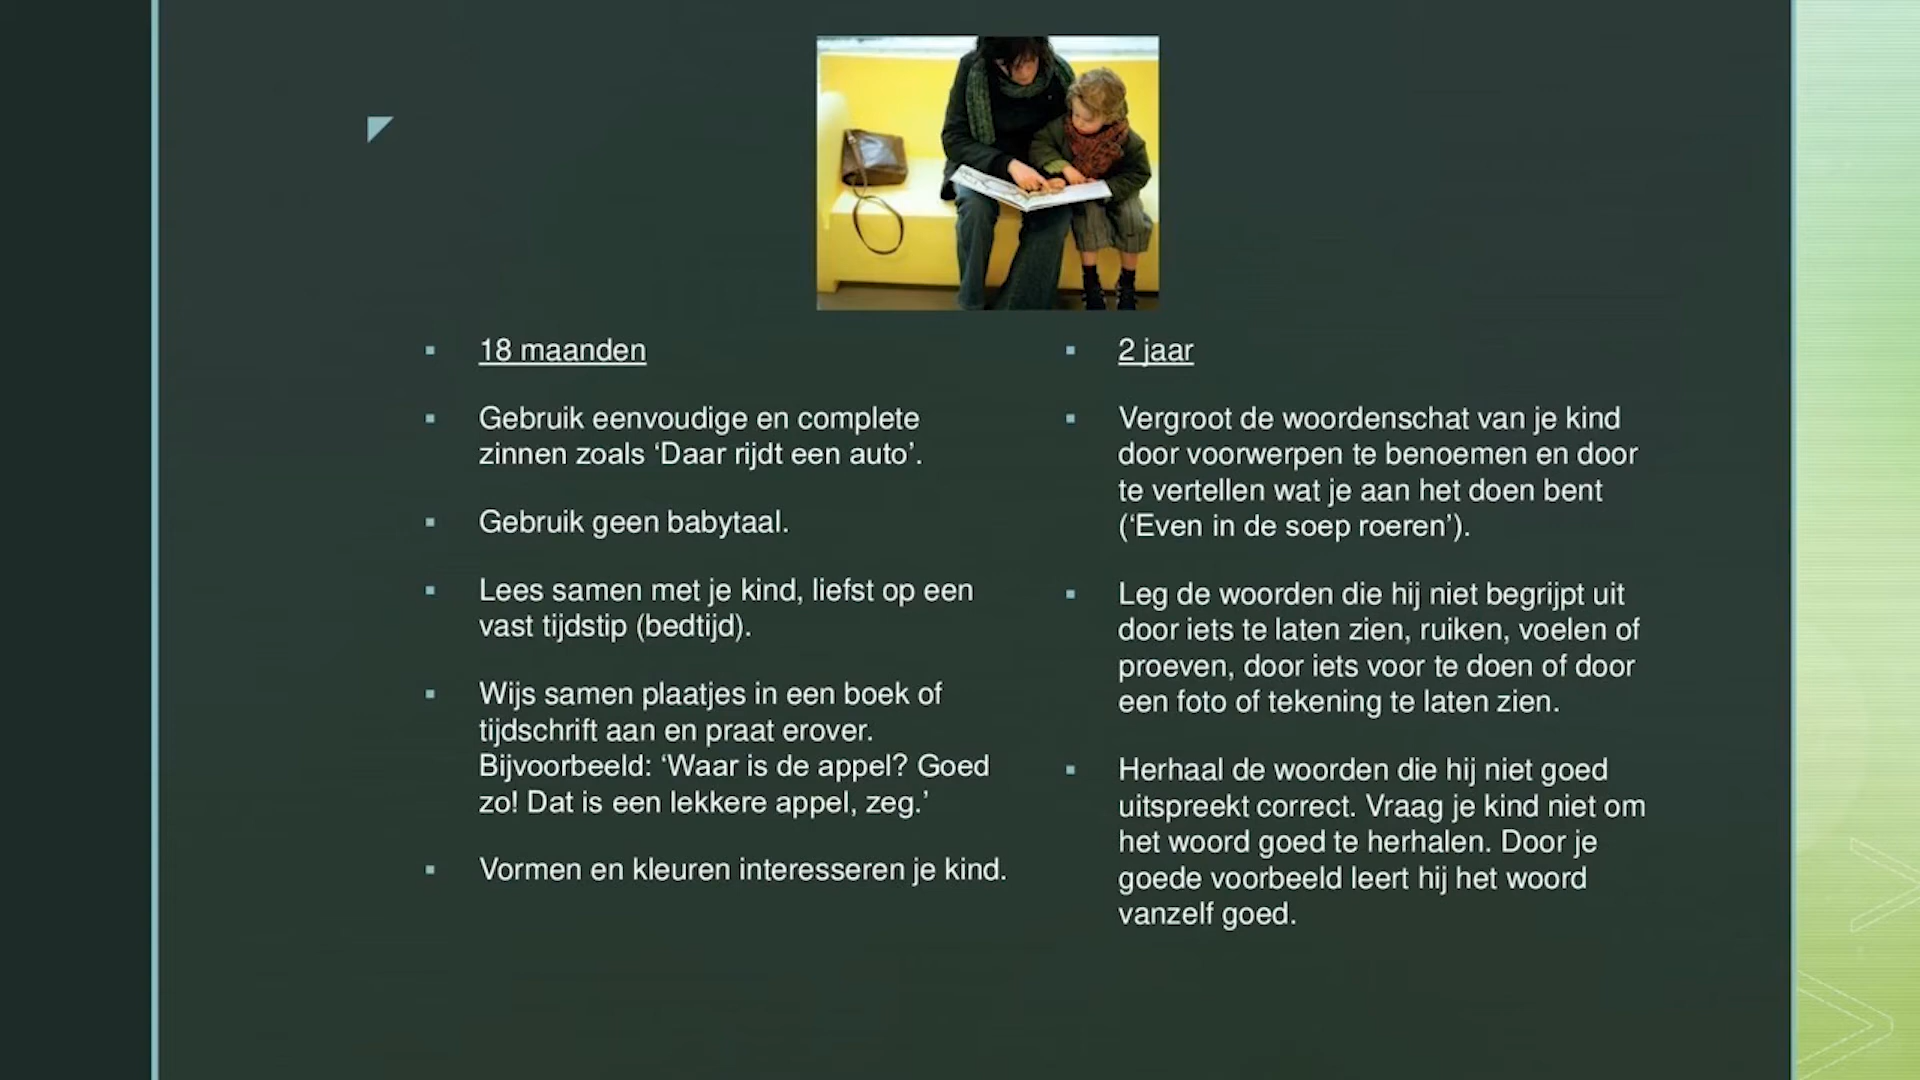 18 maanden
Gebruik eenvoudige en complete
zinnen zoals ‘Daar rijdt een auto’.
Gebruik geen babytaal.
Lees samen met je kind, liefst op een
vast tijdstip (bedtijd).
Wijs samen plaatjes in een boek of
tijdschrift aan en praat erover.
Bijvoorbeeld: ‘Waar is de appel? Goed
zo! Dat is een lekkere appel, zeg.’
Vormen en kleuren interesseren je kind.
2 jaar
Vergroot de woordenschat van je kind
door voorwerpen te benoemen en door
te vertellen wat je aan het doen bent
(‘Even in de soep roeren’).
Leg de woorden die hij niet begrijpt uit
door iets te laten zien, ruiken, voelen of
proeven, door iets voor te doen of door
een foto of tekening te laten zien.
Herhaal de woorden die hij niet goed
uitspreekt correct. Vraag je kind niet om
het woord goed te herhalen. Door je
goede voorbeeld leert hij het woord
vanzelf goed.